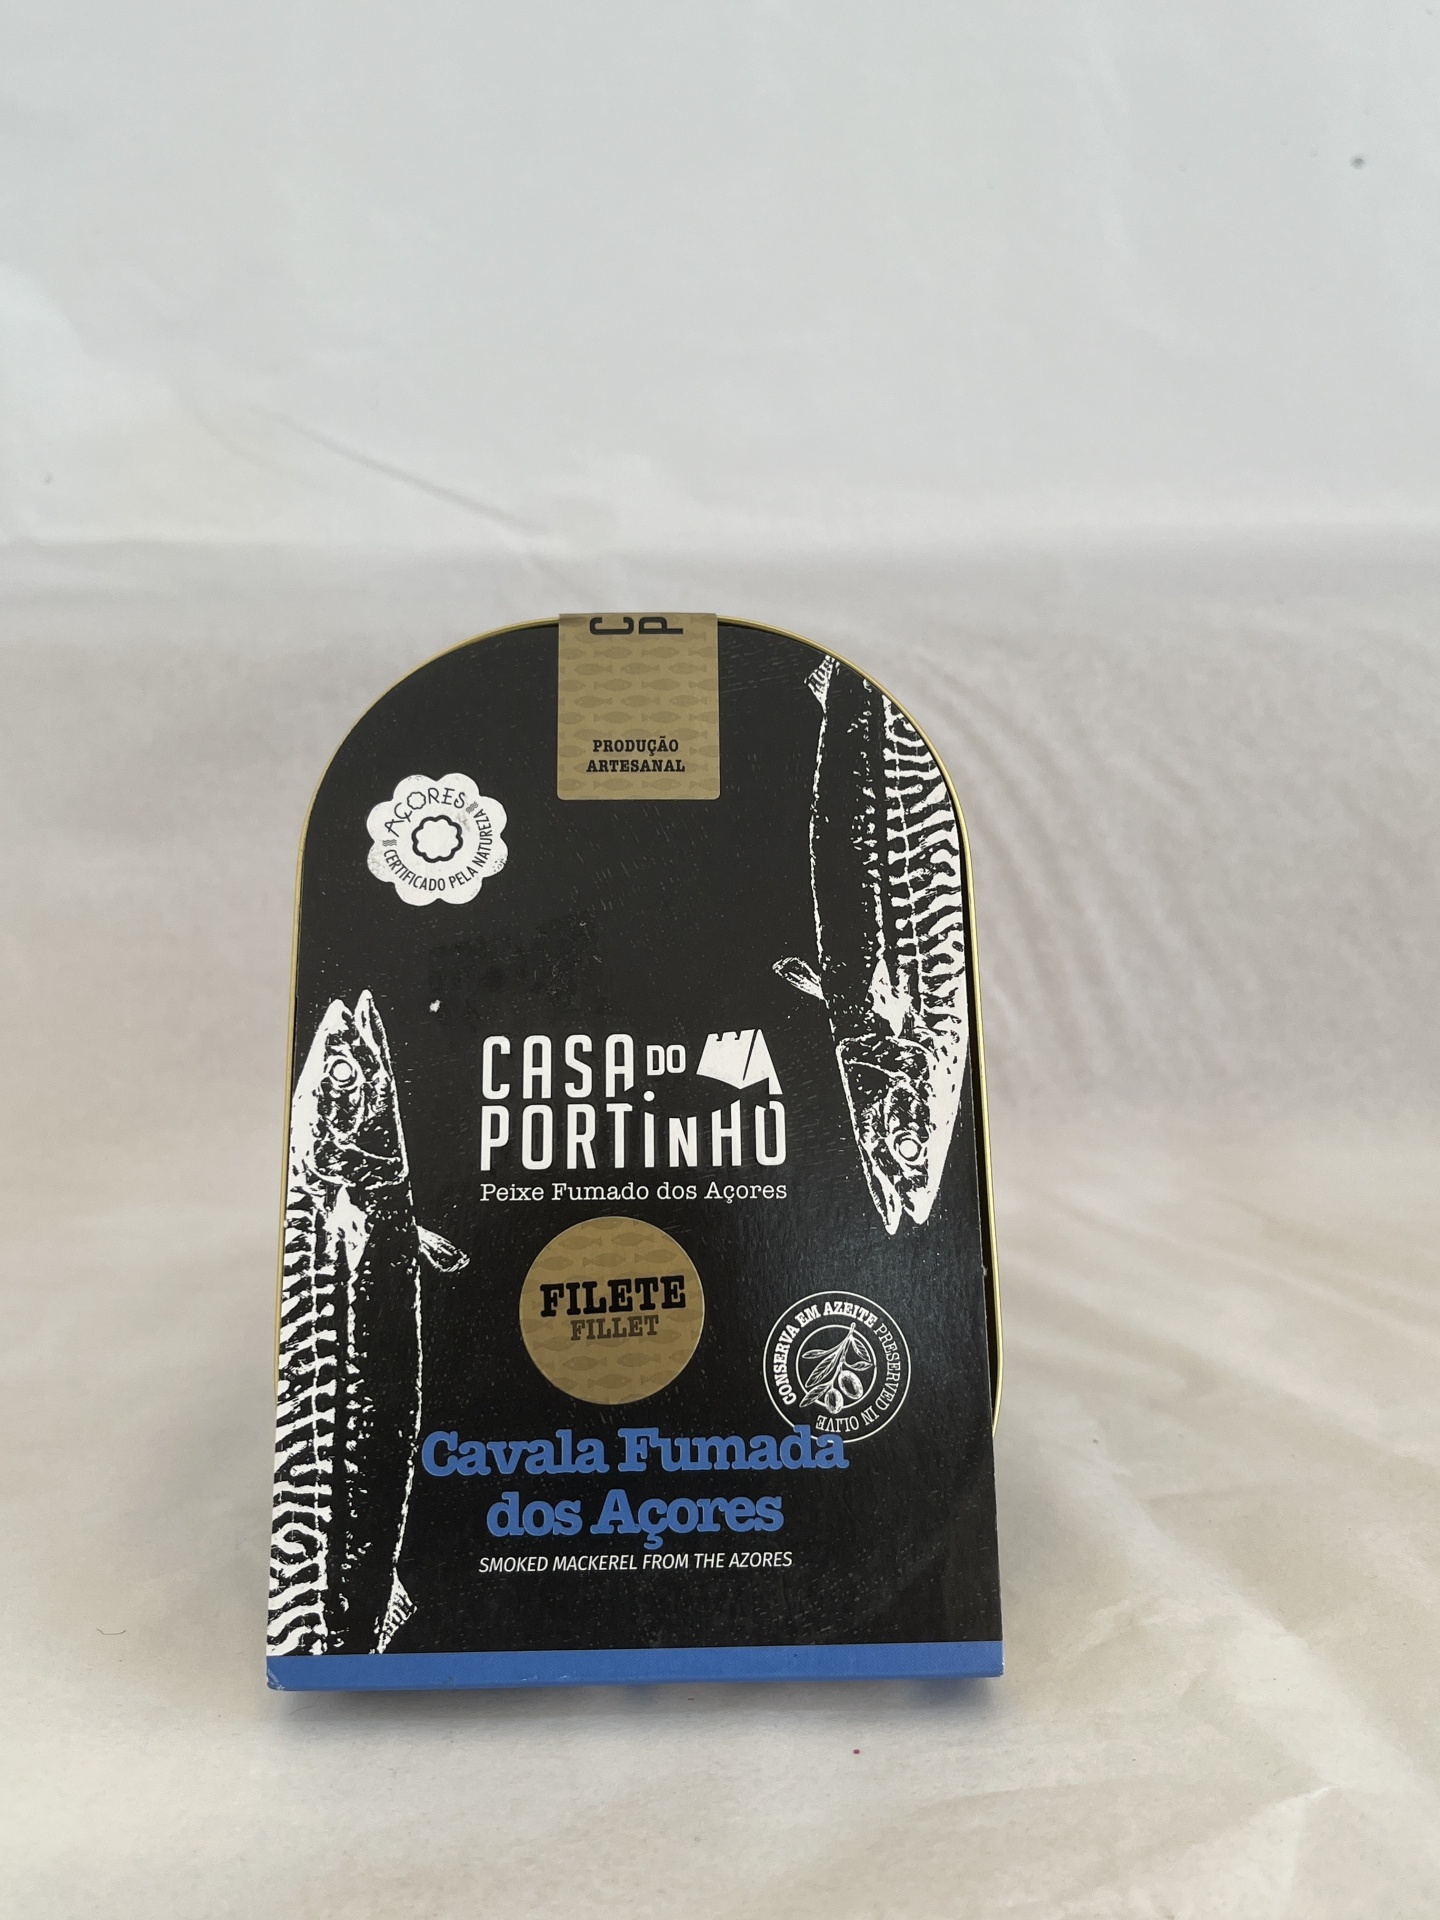 C
P
PRODUÇÃO
ARTESANAL
AÇORES
CERTIFICADO PELA NATUREZA
CASA DO
PORTINHO
Peixe Fumado dos Açores
FILETE
FILLET
CONSERVA EM AZEITE PRESERVED IN OLIVE
Cavala Fumada
dos Açores
SMOKED MACKEREL FROM THE AZORES